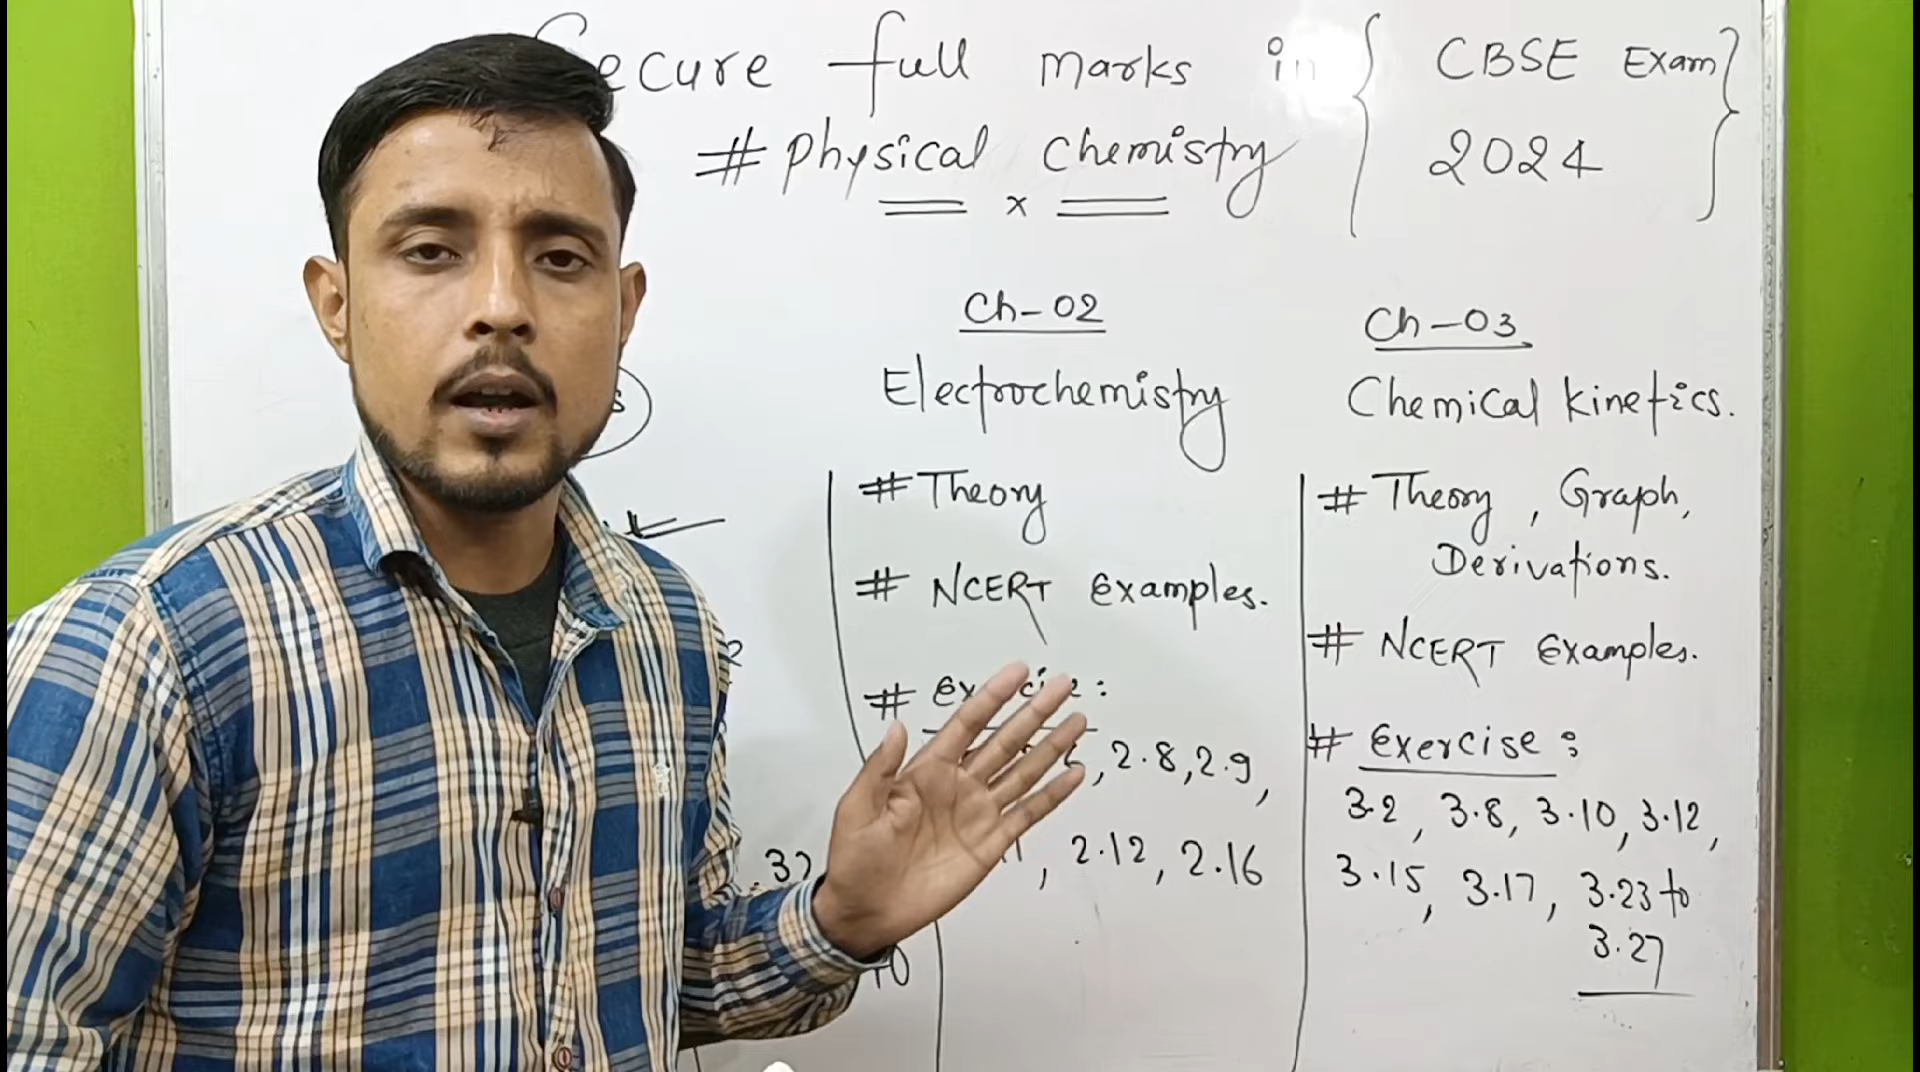 Secure full marks in { CBSE Exam }
# Physical chemistry 2024
Ch-02
Electrochemistry
# Theory
# NCERT Examples.
# Exercise:
, 2.8, 2.9,
, 2.12, 2.16
Ch-03
Chemical kinetics.
# Theory, Graph,
Derivations.
# NCERT Examples.
# Exercise:
3.2, 3.8, 3.10, 3.12,
3.15, 3.17, 3.23 to
3.27